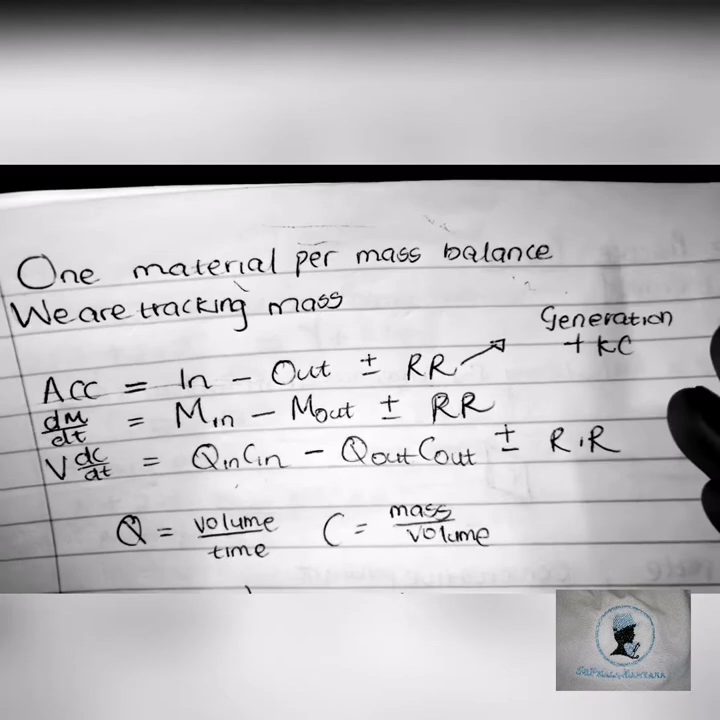 One material per mass balance
We are tracking mass
Generation
+ KC
Acc = In - Out ± RR
dM/dt = Min - Mout ± RR
V dc/dt = QinCin - QoutCout ± R.R
Q = volume/time C = mass/volume